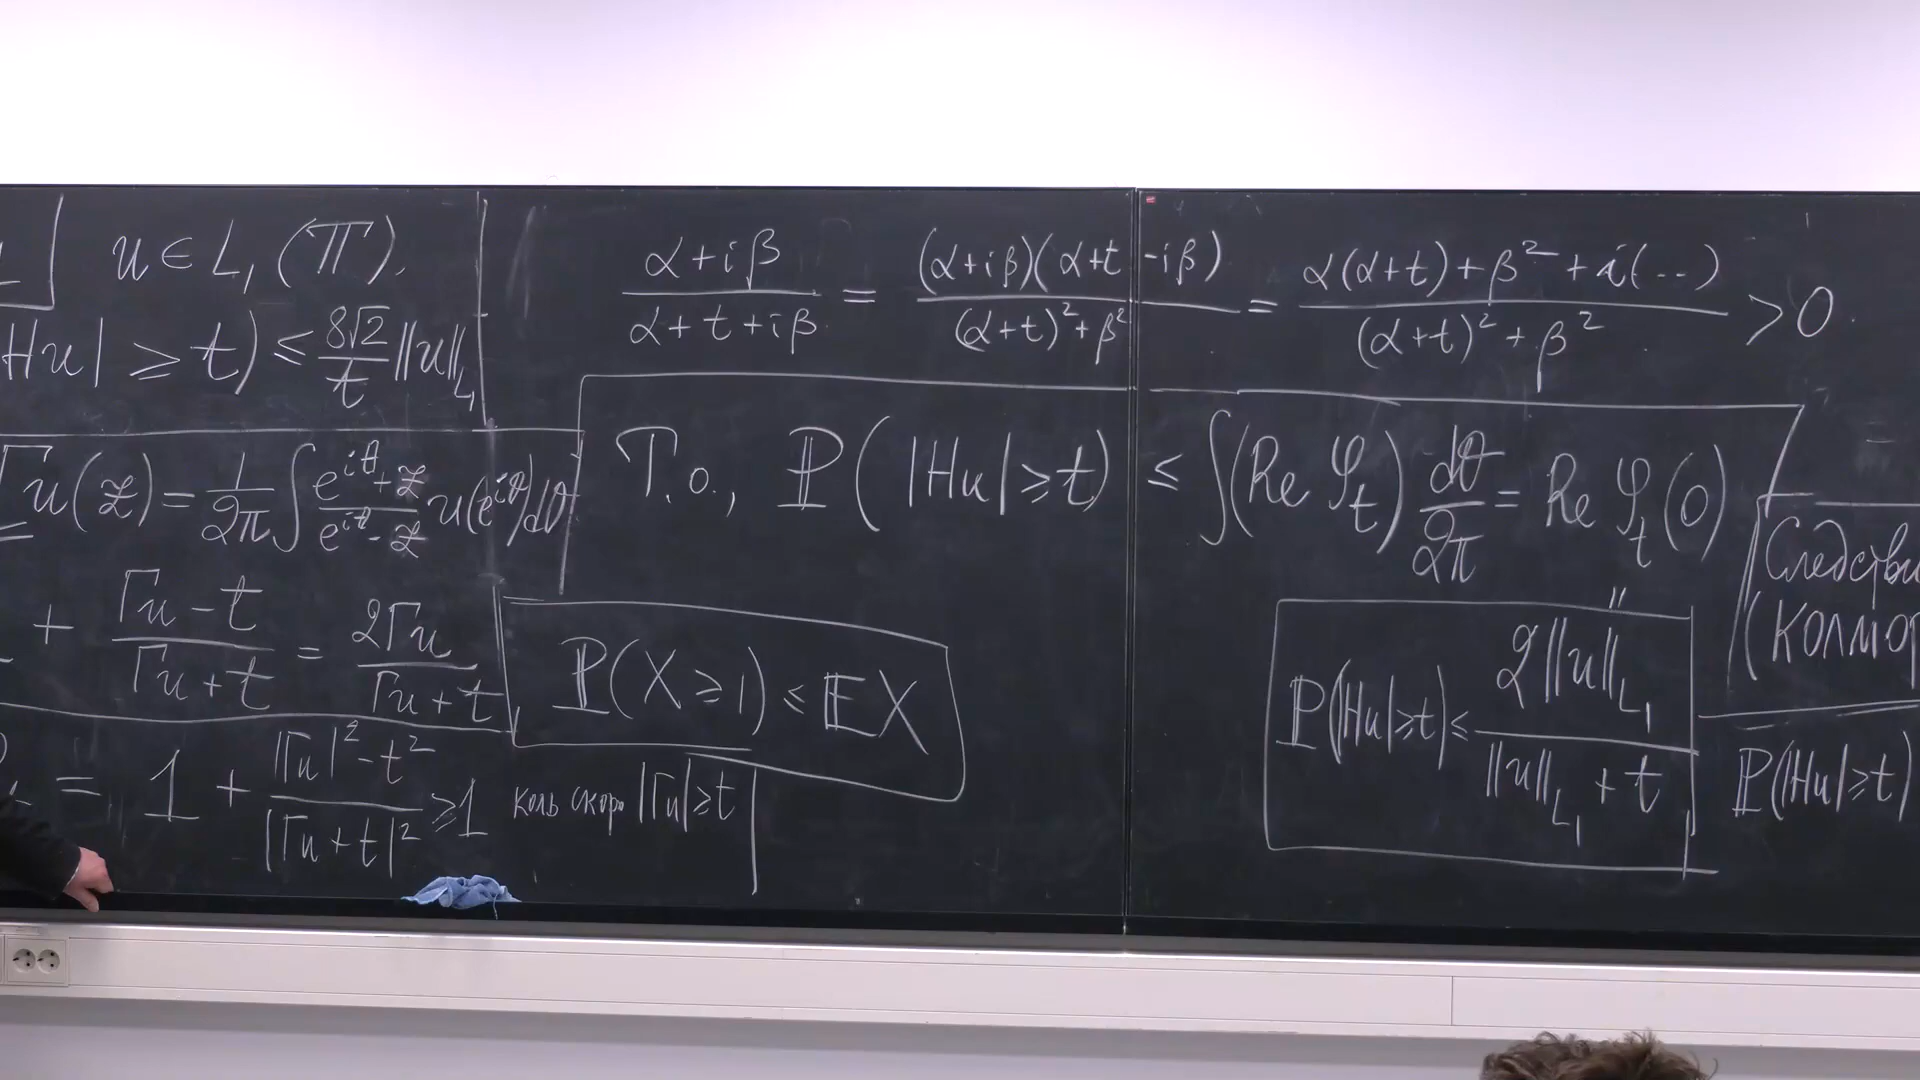 u ∈ L₁(𝕋).
Hu| ⩾ t) ≤ 8√2/t ‖u‖_{L₁}
Γu(z) = 1/2π ∫ (e^{iθ}+z)/(e^{iθ}-z) u(e^{iθ})dθ
+ (Γu - t)/(Γu + t) = 2Γu/(Γu + t)
= 1 + (|Γu|² - t²)/|Γu + t|² ⩾ 1 коль скоро |Γu| ⩾ t
(α + iβ)/(α + t + iβ) = (α+iβ)(α+t - iβ)/((α+t)² + β²) = (α(α+t) + β² + i(..))/((α+t)² + β²) > 0.
Т.о., ℙ(|Hu| ⩾ t) ≤ ∫(Re φ_t) dθ/2π = Re φ_t(0)
"
ℙ(X ⩾ 1) ≤ 𝔼X
ℙ(|Hu| ⩾ t) ≤ 2‖u‖_{L₁}/(‖u‖_{L₁} + t)
Следстви
(Колмог
ℙ(|Hu| ⩾ t)